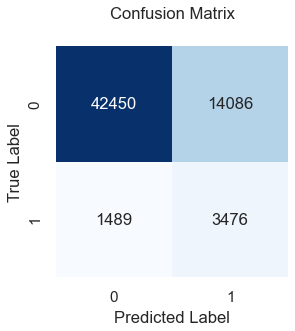 Confusion Matrix
True Label
0
42450 14086
1
1489 3476
0 1
Predicted Label